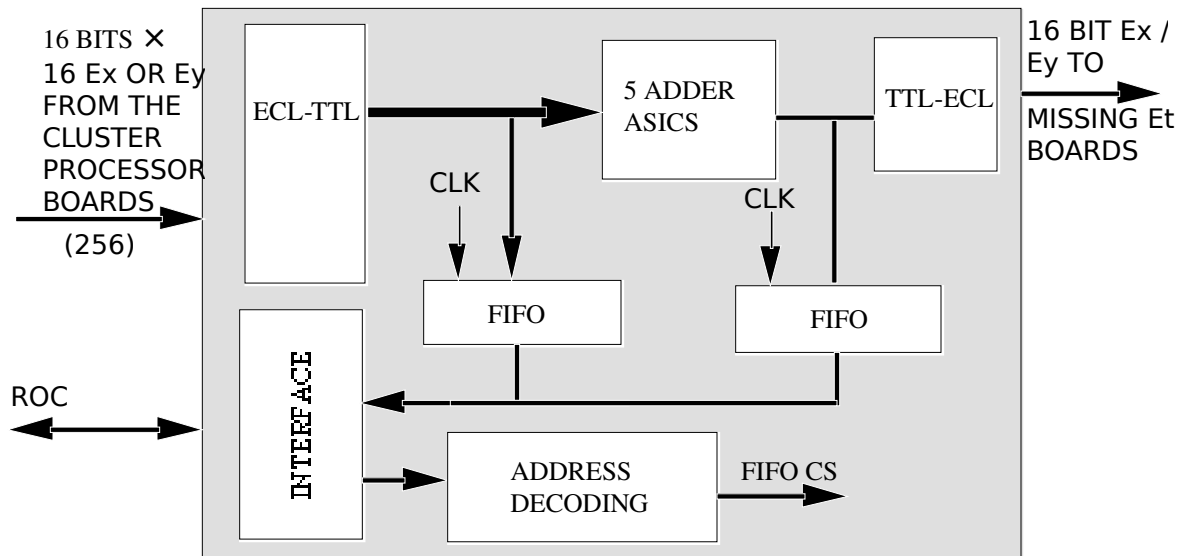 16 BITS ×
16 Ex OR Ey
FROM THE
CLUSTER
PROCESSOR
BOARDS
(256)
ECL-TTL
5 ADDER
ASICS
TTL-ECL
16 BIT Ex /
Ey TO
MISSING Et
BOARDS
CLK
CLK
FIFO
FIFO
INTERFACE
ROC
ADDRESS
DECODING
FIFO CS